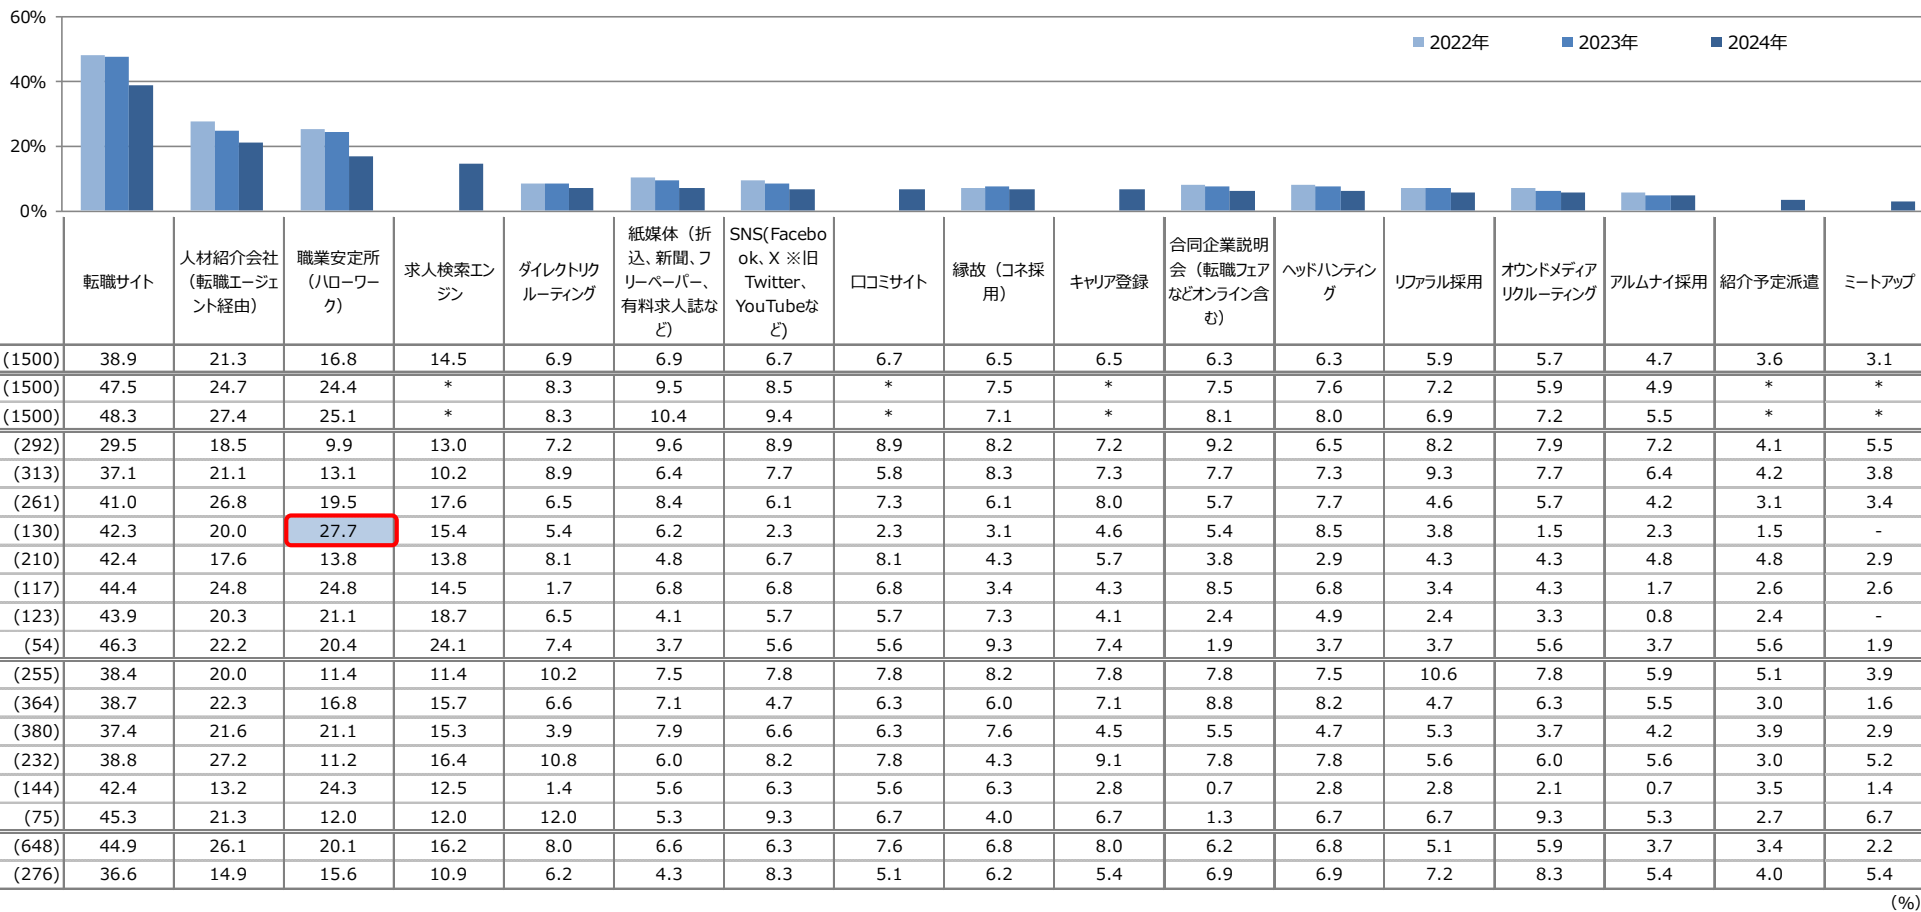 60%
2022年 2023年 2024年
40%
20%
0%
転職サイト
人材紹介会社
(転職エージェ
ント経由)
職業安定所
(ハローワー
ク)
求人検索エン
ジン
ダイレクトリク
ルーティング
紙媒体(折
込、新聞、フ
リーペーパー、
有料求人誌な
ど)
SNS(Facebo
ok、X ※旧
Twitter、
YouTubeな
ど)
口コミサイト
縁故(コネ採
用)
キャリア登録
合同企業説明
会(転職フェア
などオンライン含
む)
ヘッドハンティン
グ
リファラル採用
オウンドメディア
リクルーティング
アルムナイ採用
紹介予定派遣
ミートアップ
(1500) 38.9 21.3 16.8 14.5 6.9 6.9 6.7 6.7 6.5 6.5 6.3 6.3 5.9 5.7 4.7 3.6 3.1
(1500) 47.5 24.7 24.4 * 8.3 9.5 8.5 * 7.5 * 7.5 7.6 7.2 5.9 4.9 * *
(1500) 48.3 27.4 25.1 * 8.3 10.4 9.4 * 7.1 * 8.1 8.0 6.9 7.2 5.5 * *
(292) 29.5 18.5 9.9 13.0 7.2 9.6 8.9 8.9 8.2 7.2 9.2 6.5 8.2 7.9 7.2 4.1 5.5
(313) 37.1 21.1 13.1 10.2 8.9 6.4 7.7 5.8 8.3 7.3 7.7 7.3 9.3 7.7 6.4 4.2 3.8
(261) 41.0 26.8 19.5 17.6 6.5 8.4 6.1 7.3 6.1 8.0 5.7 7.7 4.6 5.7 4.2 3.1 3.4
(130) 42.3 20.0 27.7 15.4 5.4 6.2 2.3 2.3 3.1 4.6 5.4 8.5 3.8 1.5 2.3 1.5 -
(210) 42.4 17.6 13.8 13.8 8.1 4.8 6.7 8.1 4.3 5.7 3.8 2.9 4.3 4.3 4.8 4.8 2.9
(117) 44.4 24.8 24.8 14.5 1.7 6.8 6.8 6.8 3.4 4.3 8.5 6.8 3.4 4.3 1.7 2.6 2.6
(123) 43.9 20.3 21.1 18.7 6.5 4.1 5.7 5.7 7.3 4.1 2.4 4.9 2.4 3.3 0.8 2.4 -
(54) 46.3 22.2 20.4 24.1 7.4 3.7 5.6 5.6 9.3 7.4 1.9 3.7 3.7 5.6 3.7 5.6 1.9
(255) 38.4 20.0 11.4 11.4 10.2 7.5 7.8 7.8 8.2 7.8 7.8 7.5 10.6 7.8 5.9 5.1 3.9
(364) 38.7 22.3 16.8 15.7 6.6 7.1 4.7 6.3 6.0 7.1 8.8 8.2 4.7 6.3 5.5 3.0 1.6
(380) 37.4 21.6 21.1 15.3 3.9 7.9 6.6 6.3 7.6 4.5 5.5 4.7 5.3 3.7 4.2 3.9 2.9
(232) 38.8 27.2 11.2 16.4 10.8 6.0 8.2 7.8 4.3 9.1 7.8 7.8 5.6 6.0 5.6 3.0 5.2
(144) 42.4 13.2 24.3 12.5 1.4 5.6 6.3 5.6 6.3 2.8 0.7 2.8 2.8 2.1 0.7 3.5 1.4
(75) 45.3 21.3 12.0 12.0 12.0 5.3 9.3 6.7 4.0 6.7 1.3 6.7 6.7 9.3 5.3 2.7 6.7
(648) 44.9 26.1 20.1 16.2 8.0 6.6 6.3 7.6 6.8 8.0 6.2 6.8 5.1 5.9 3.7 3.4 2.2
(276) 36.6 14.9 15.6 10.9 6.2 4.3 8.3 5.1 6.2 5.4 6.9 6.9 7.2 8.3 5.4 4.0 5.4
(%)